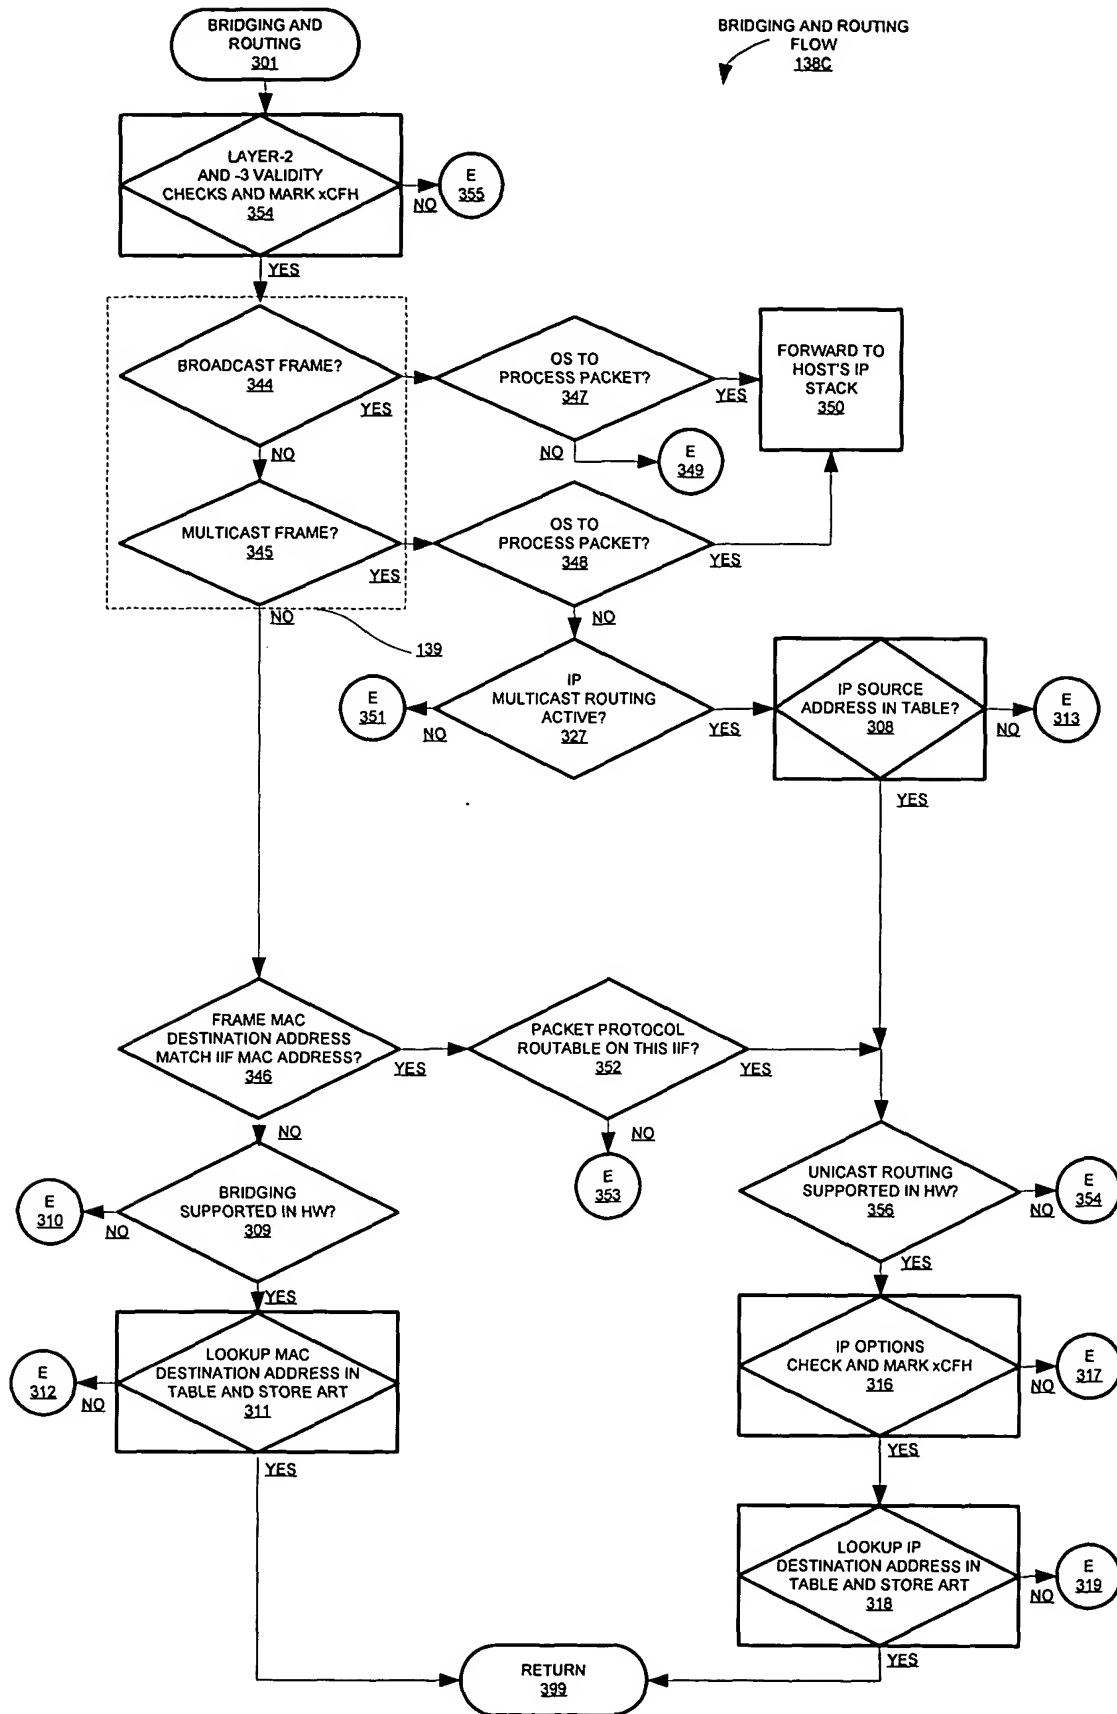 BRIDGING AND
ROUTING
301
BRIDGING AND ROUTING
FLOW
138C
LAYER-2
AND -3 VALIDITY
CHECKS AND MARK xCFH
354
NO
E
355
YES
BROADCAST FRAME?
344
YES
NO
OS TO
PROCESS PACKET?
347
YES
NO
E
349
FORWARD TO
HOST'S IP
STACK
350
MULTICAST FRAME?
345
YES
NO
139
OS TO
PROCESS PACKET?
348
YES
NO
IP
MULTICAST ROUTING
ACTIVE?
327
NO
E
351
YES
IP SOURCE
ADDRESS IN TABLE?
308
NO
E
313
YES
FRAME MAC
DESTINATION ADDRESS
MATCH IIF MAC ADDRESS?
346
YES
NO
PACKET PROTOCOL
ROUTABLE ON THIS IIF?
352
YES
NO
E
353
BRIDGING
SUPPORTED IN HW?
309
NO
E
310
YES
UNICAST ROUTING
SUPPORTED IN HW?
356
NO
E
354
YES
LOOKUP MAC
DESTINATION ADDRESS IN
TABLE AND STORE ART
311
NO
E
312
YES
IP OPTIONS
CHECK AND MARK xCFH
316
NO
E
317
YES
LOOKUP IP
DESTINATION ADDRESS IN
TABLE AND STORE ART
318
NO
E
319
YES
RETURN
399